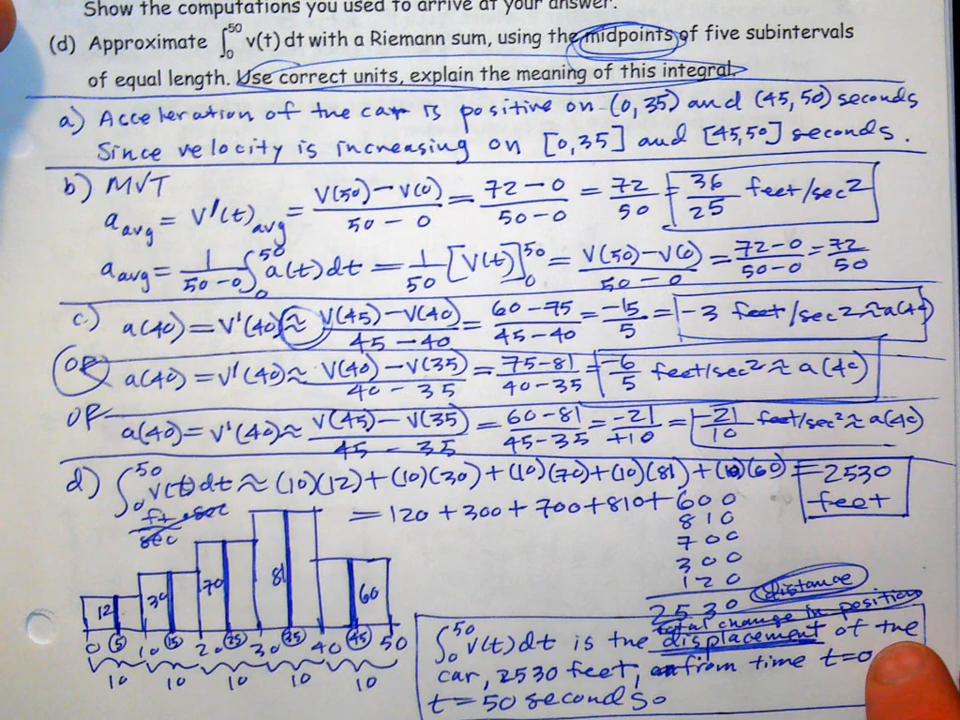 Show the computations you used to arrive at your answer.
(d) Approximate ∫₀⁵⁰ v(t) dt with a Riemann sum, using the midpoints of five subintervals
of equal length. Use correct units, explain the meaning of this integral.
a) Acceleration of the car is positive on (0, 35) and (45, 50) seconds
Since velocity is increasing on [0, 35] and [45, 50] seconds.
b) MVT
a avg = v'(t) avg = (v(50) - v(0))/(50 - 0) = (72 - 0)/(50 - 0) = 72/50 = 36/25 feet/sec²
a avg = 1/(50 - 0) ∫₀⁵⁰ a(t) dt = 1/50 [v(t)]₀⁵⁰ = (v(50) - v(0))/(50 - 0) = (72 - 0)/(50 - 0) = 72/50
c.) a(40) = v'(40) ≈ (v(45) - v(40))/(45 - 40) = (60 - 75)/(45 - 40) = -15/5 = -3 feet/sec² ≈ a(40)
OR a(40) = v'(40) ≈ (v(40) - v(35))/(40 - 35) = (75 - 81)/(40 - 35) = -6/5 feet/sec² ≈ a(40)
OR a(40) = v'(40) ≈ (v(45) - v(35))/(45 - 35) = (60 - 81)/(45 - 35) = -21/+10 = -21/10 feet/sec² ≈ a(40)
d) ∫₀⁵⁰ v(t) dt ≈ (10)(12) + (10)(30) + (10)(70) + (10)(81) + (10)(60) = 2530 feet
ft/sec · sec
= 120 + 300 + 700 + 810 + 600
810
700
300
120
2530
12 30 70 81 60
0 5 10 15 20 25 30 35 40 45 50
10 10 10 10 10
distance
total change in position
∫₀⁵⁰ v(t) dt is the displacement of the
car, 2530 feet, from time t=0
t = 50 seconds.